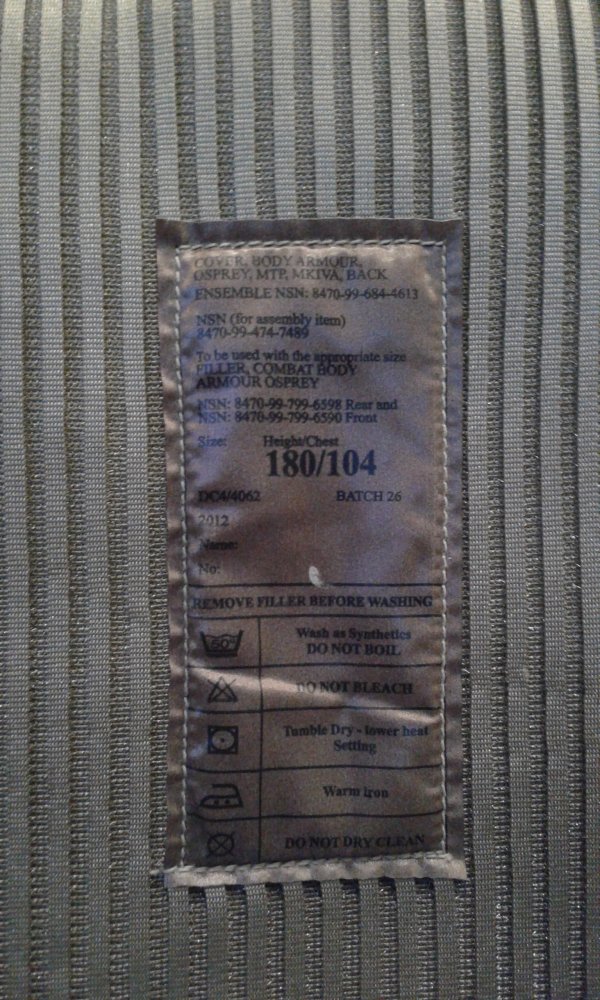 COVER, BODY ARMOUR,
OSPREY, MTP, MKIVA, BACK
ENSEMBLE NSN: 8470-99-684-4613
NSN (for assembly item)
8470-99-474-7489
To be used with the appropriate size
FILLER, COMBAT BODY
ARMOUR OSPREY
NSN: 8470-99-799-6598 Rear and
NSN: 8470-99-799-6590 Front
Size: Height/Chest
180/104
DC4/4062 BATCH 26
2012
Name:
No:
REMOVE FILLER BEFORE WASHING
Wash as Synthetics
DO NOT BOIL
DO NOT BLEACH
Tumble Dry - lower heat
Setting
Warm iron
DO NOT DRY CLEAN